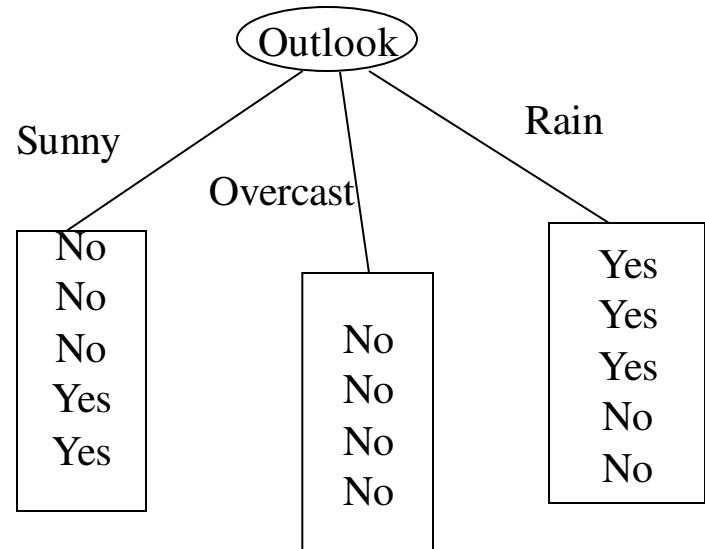 Outlook
Sunny
Overcast
Rain
No
No
No
Yes
Yes
No
No
No
No
Yes
Yes
Yes
No
No